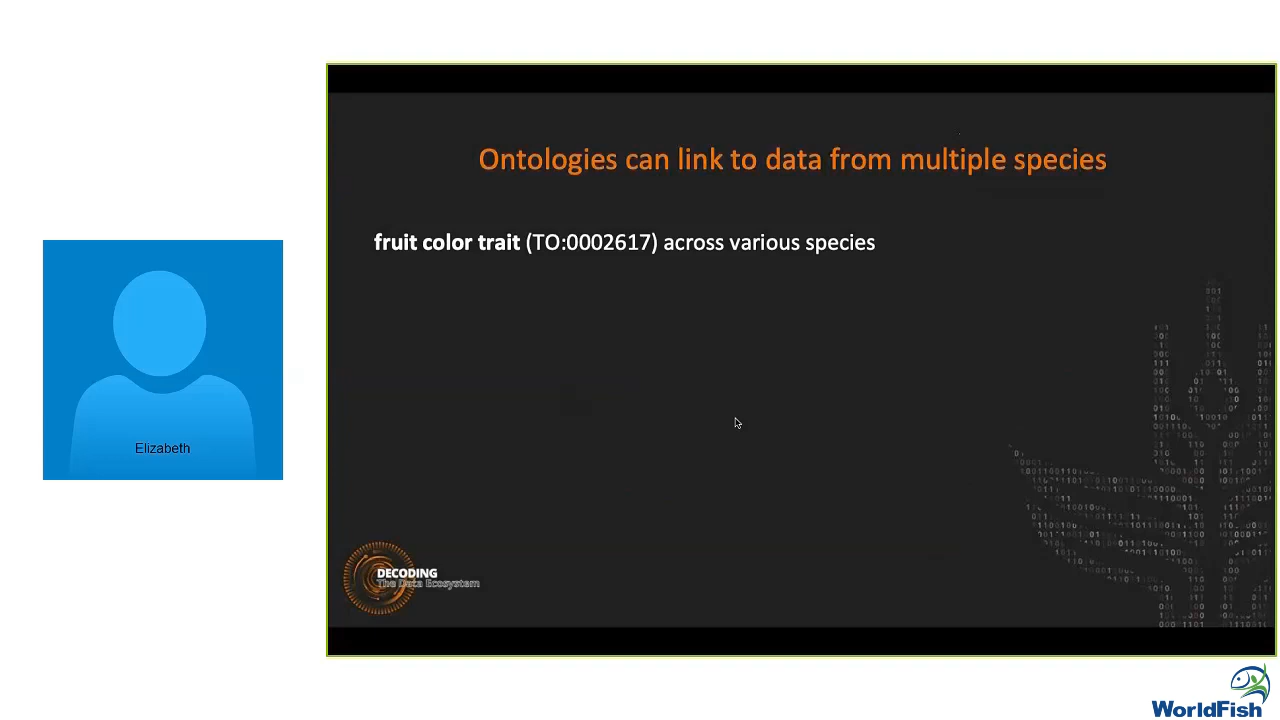 Ontologies can link to data from multiple species
fruit color trait (TO:0002617) across various species
Elizabeth
DECODING
The Data Ecosystem
WorldFish